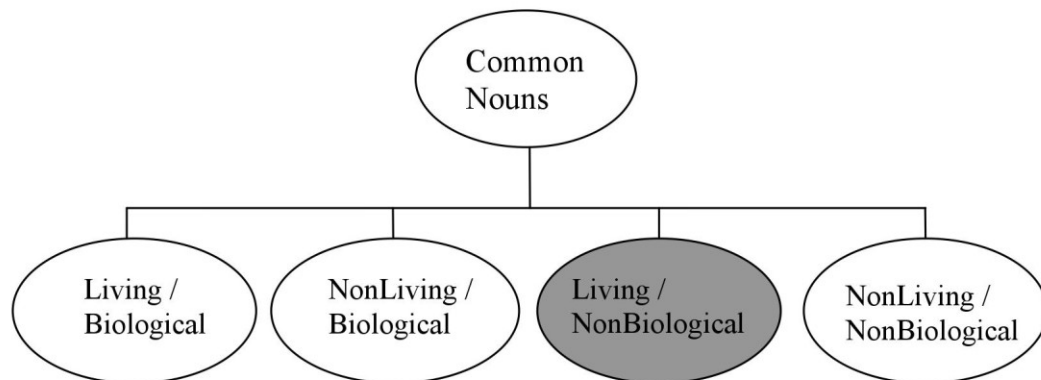 Common
Nouns
Living /
Biological
NonLiving /
Biological
Living /
NonBiological
NonLiving /
NonBiological